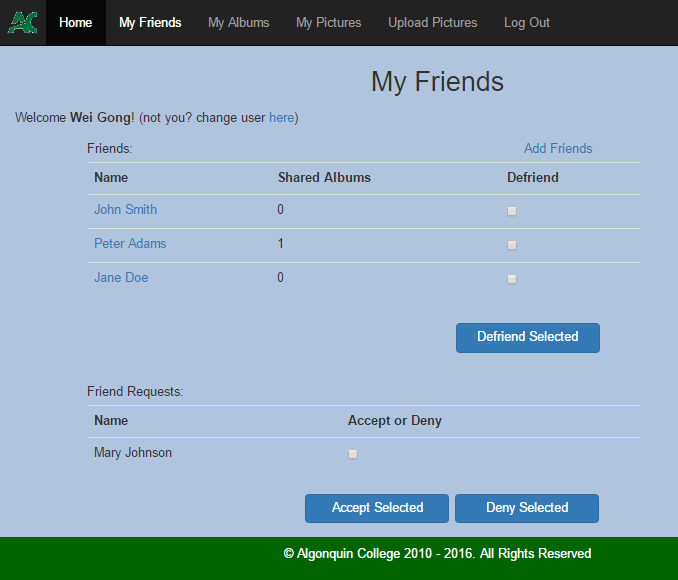 AC Home My Friends My Albums My Pictures Upload Pictures Log Out
My Friends
Welcome Wei Gong! (not you? change user here)
Friends: Add Friends
Name Shared Albums Defriend
John Smith 0
Peter Adams 1
Jane Doe 0
Defriend Selected
Friend Requests:
Name Accept or Deny
Mary Johnson
Accept Selected Deny Selected
© Algonquin College 2010 - 2016. All Rights Reserved